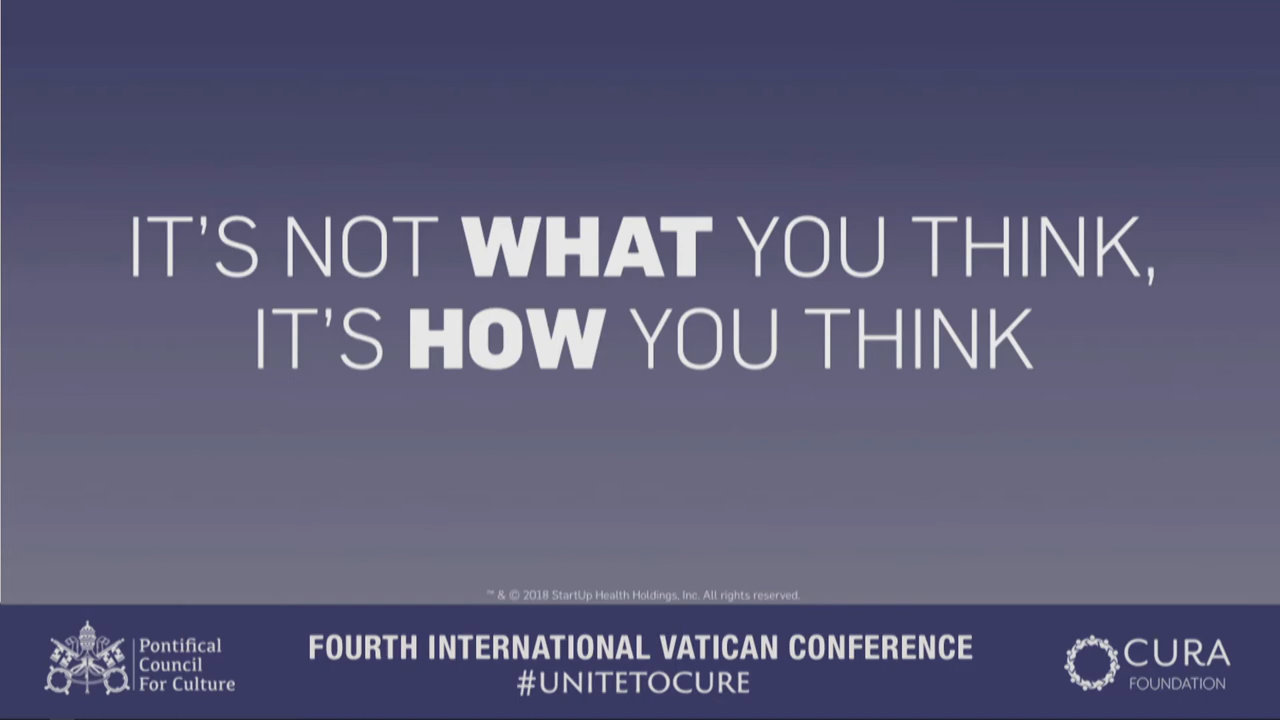 IT'S NOT WHAT YOU THINK,
IT'S HOW YOU THINK
™ & © 2018 StartUp Health Holdings, Inc. All rights reserved.
Pontifical
Council
For Culture
FOURTH INTERNATIONAL VATICAN CONFERENCE
#UNITETOCURE
CURA
FOUNDATION